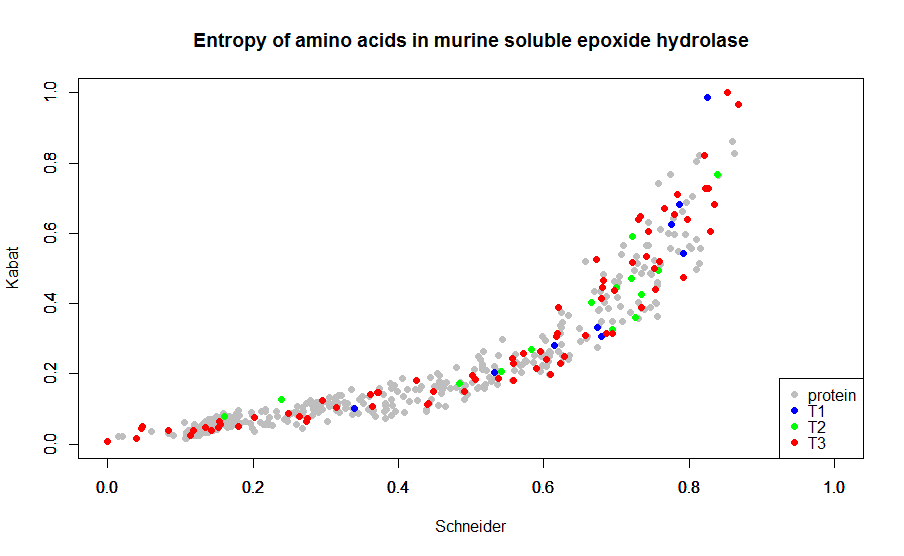 Entropy of amino acids in murine soluble epoxide hydrolase
1.0
0.8
0.6
0.4
0.2
0.0
Kabat
protein
T1
T2
T3
0.0 0.2 0.4 0.6 0.8 1.0
Schneider